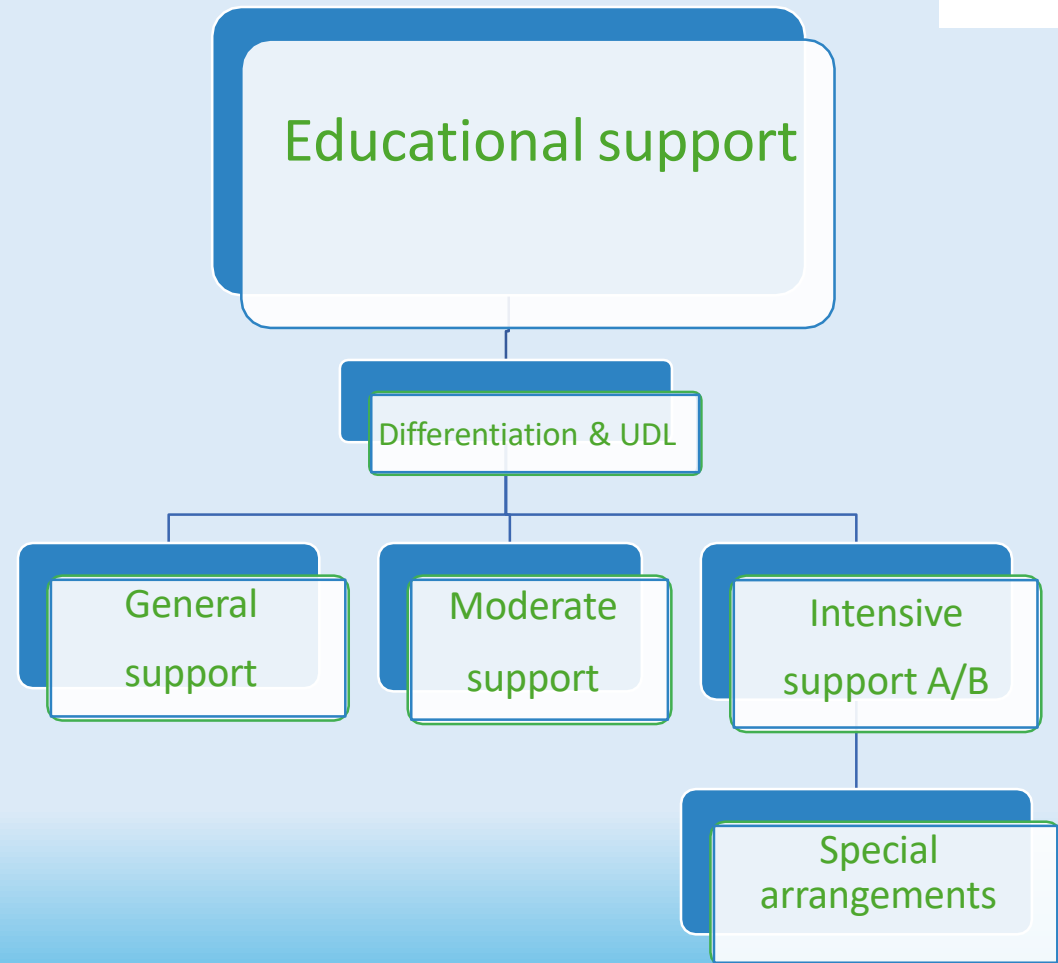 Educational support
Differentiation & UDL
General
support
Moderate
support
Intensive
support A/B
Special
arrangements